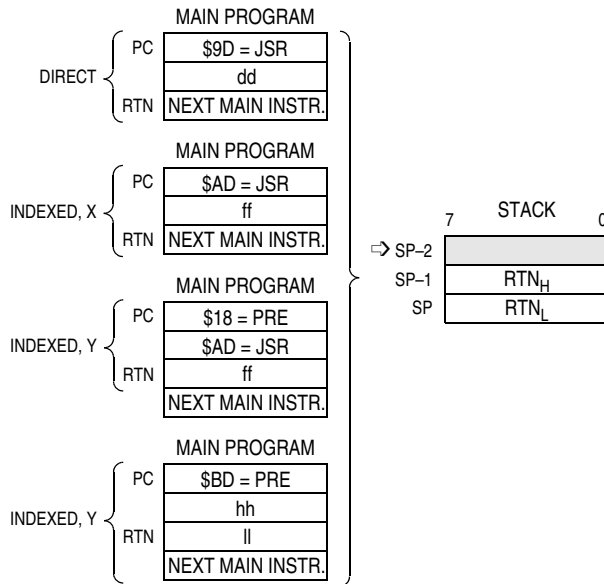 MAIN PROGRAM
PC $9D = JSR
DIRECT dd
RTN NEXT MAIN INSTR.
MAIN PROGRAM
PC $AD = JSR
INDEXED, X ff
RTN NEXT MAIN INSTR.
MAIN PROGRAM
PC $18 = PRE
INDEXED, Y $AD = JSR
RTN ff
NEXT MAIN INSTR.
MAIN PROGRAM
PC $BD = PRE
INDEXED, Y hh
RTN ll
NEXT MAIN INSTR.
7 STACK 0
⇨ SP–2
SP–1 RTNH
SP RTNL